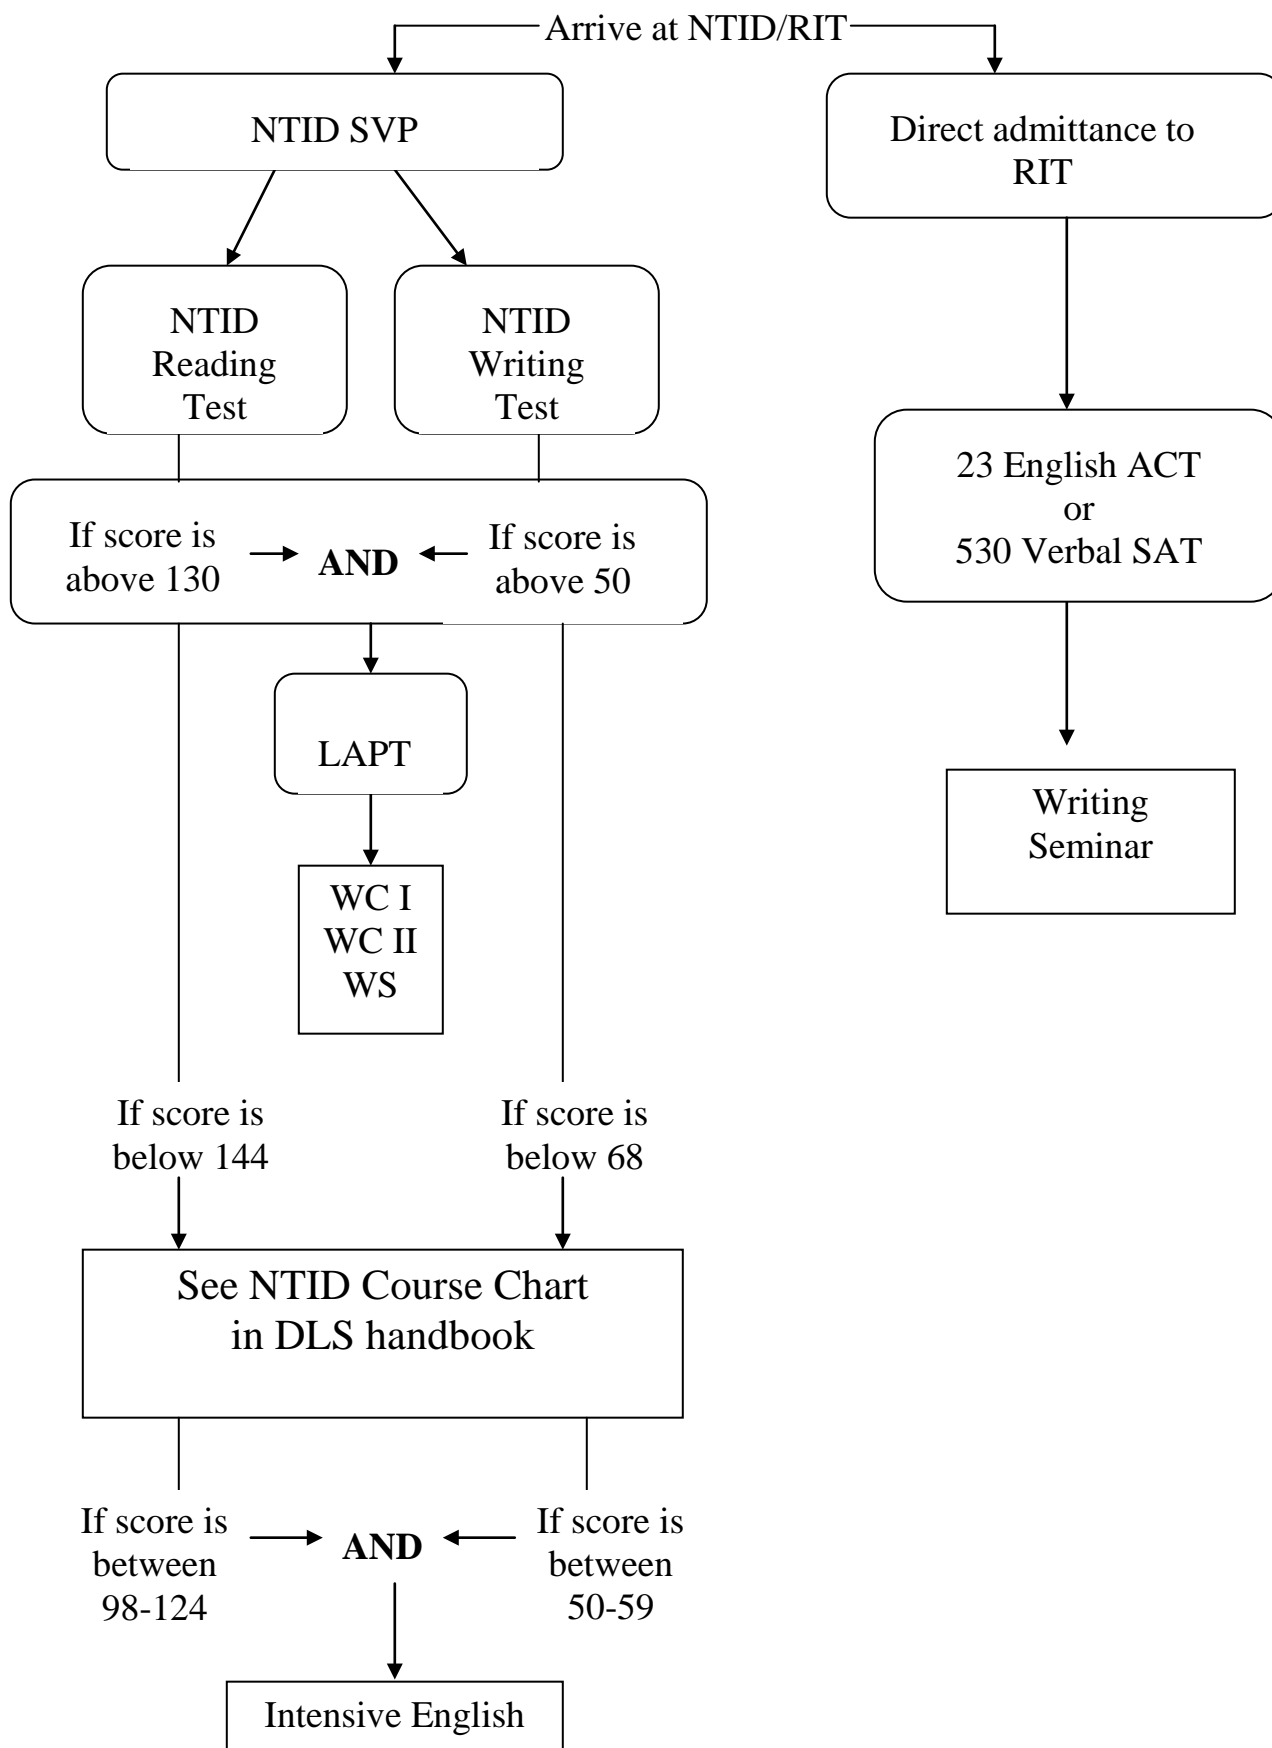 Arrive at NTID/RIT
NTID SVP
Direct admittance to
RIT
NTID
Reading
Test
NTID
Writing
Test
23 English ACT
or
530 Verbal SAT
If score is
above 130
AND
If score is
above 50
LAPT
Writing
Seminar
WC I
WC II
WS
If score is
below 144
If score is
below 68
See NTID Course Chart
in DLS handbook
If score is
between
98-124
AND
If score is
between
50-59
Intensive English